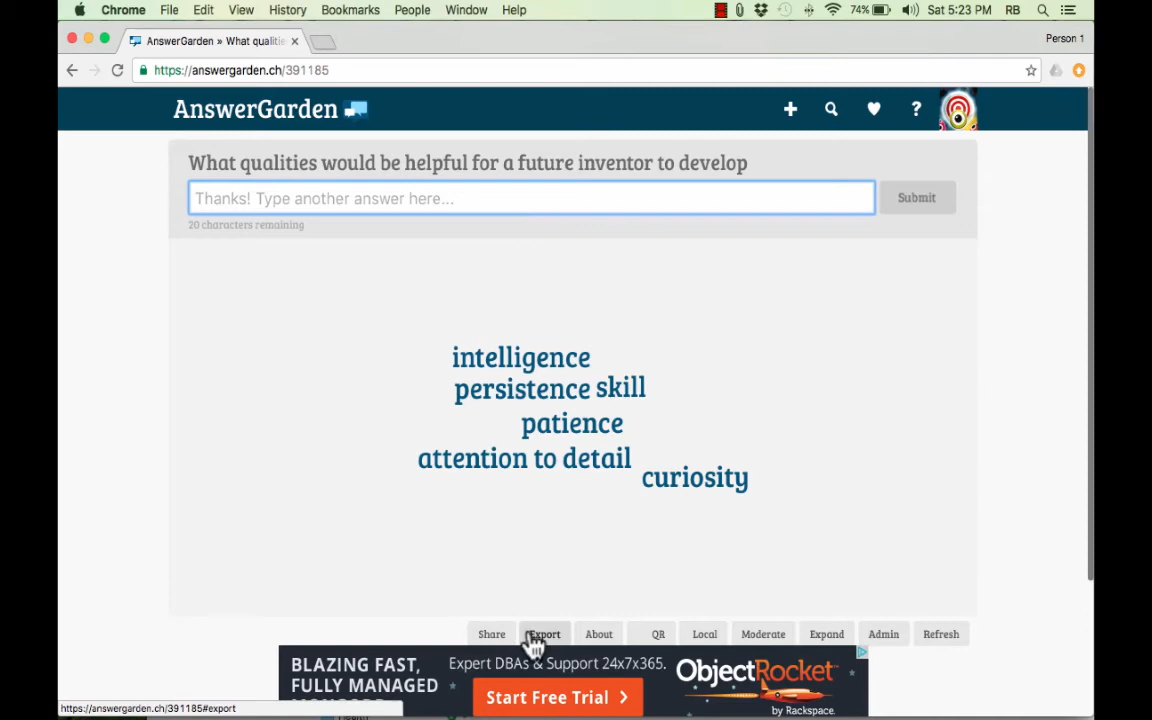 Chrome File Edit View History Bookmarks People Window Help 74% Sat 5:23 PM RB
AnswerGarden » What qualitie Person 1
https://answergarden.ch/391185
AnswerGarden
What qualities would be helpful for a future inventor to develop
Thanks! Type another answer here... Submit
20 characters remaining
intelligence
persistence skill
patience
attention to detail
curiosity
Share Export About QR Local Moderate Expand Admin Refresh
BLAZING FAST,
FULLY MANAGED
Expert DBAs & Support 24x7x365.
Start Free Trial
ObjectRocket
by Rackspace.
https://answergarden.ch/391185#export